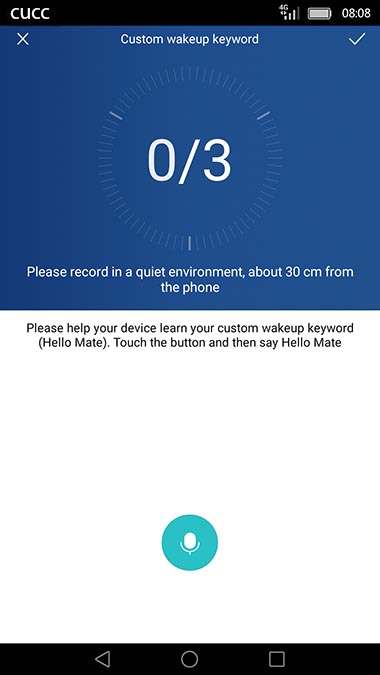 CUCC 4G 08:08
Custom wakeup keyword
0/3
Please record in a quiet environment, about 30 cm from
the phone
Please help your device learn your custom wakeup keyword
(Hello Mate). Touch the button and then say Hello Mate